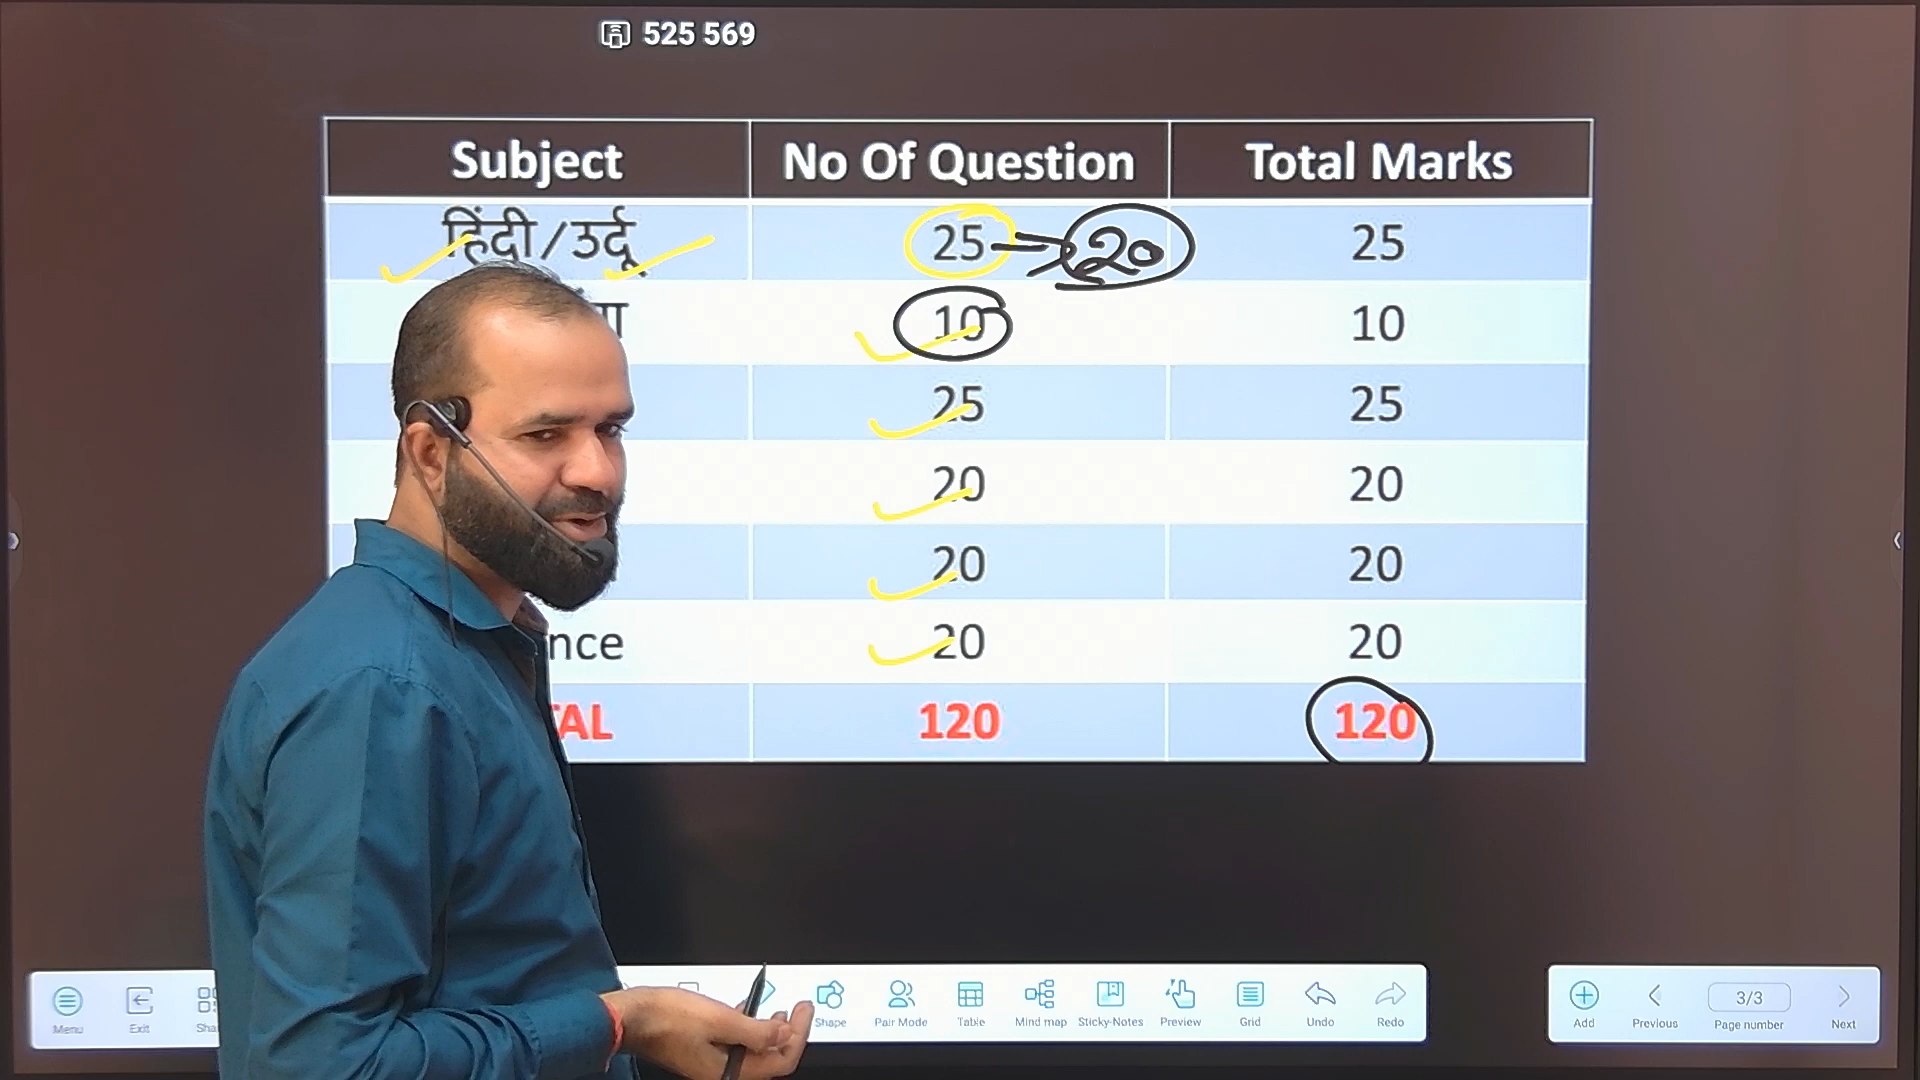 525 569
Subject No Of Question Total Marks
हिंदी/उर्दू 25 20 25
10 10
25 25
20 20
20 20
20 20
120 120
Menu Exit Shape Pair Mode Table Mind map Sticky-Notes Preview Grid Undo Redo Add Previous 3/3 Page number Next